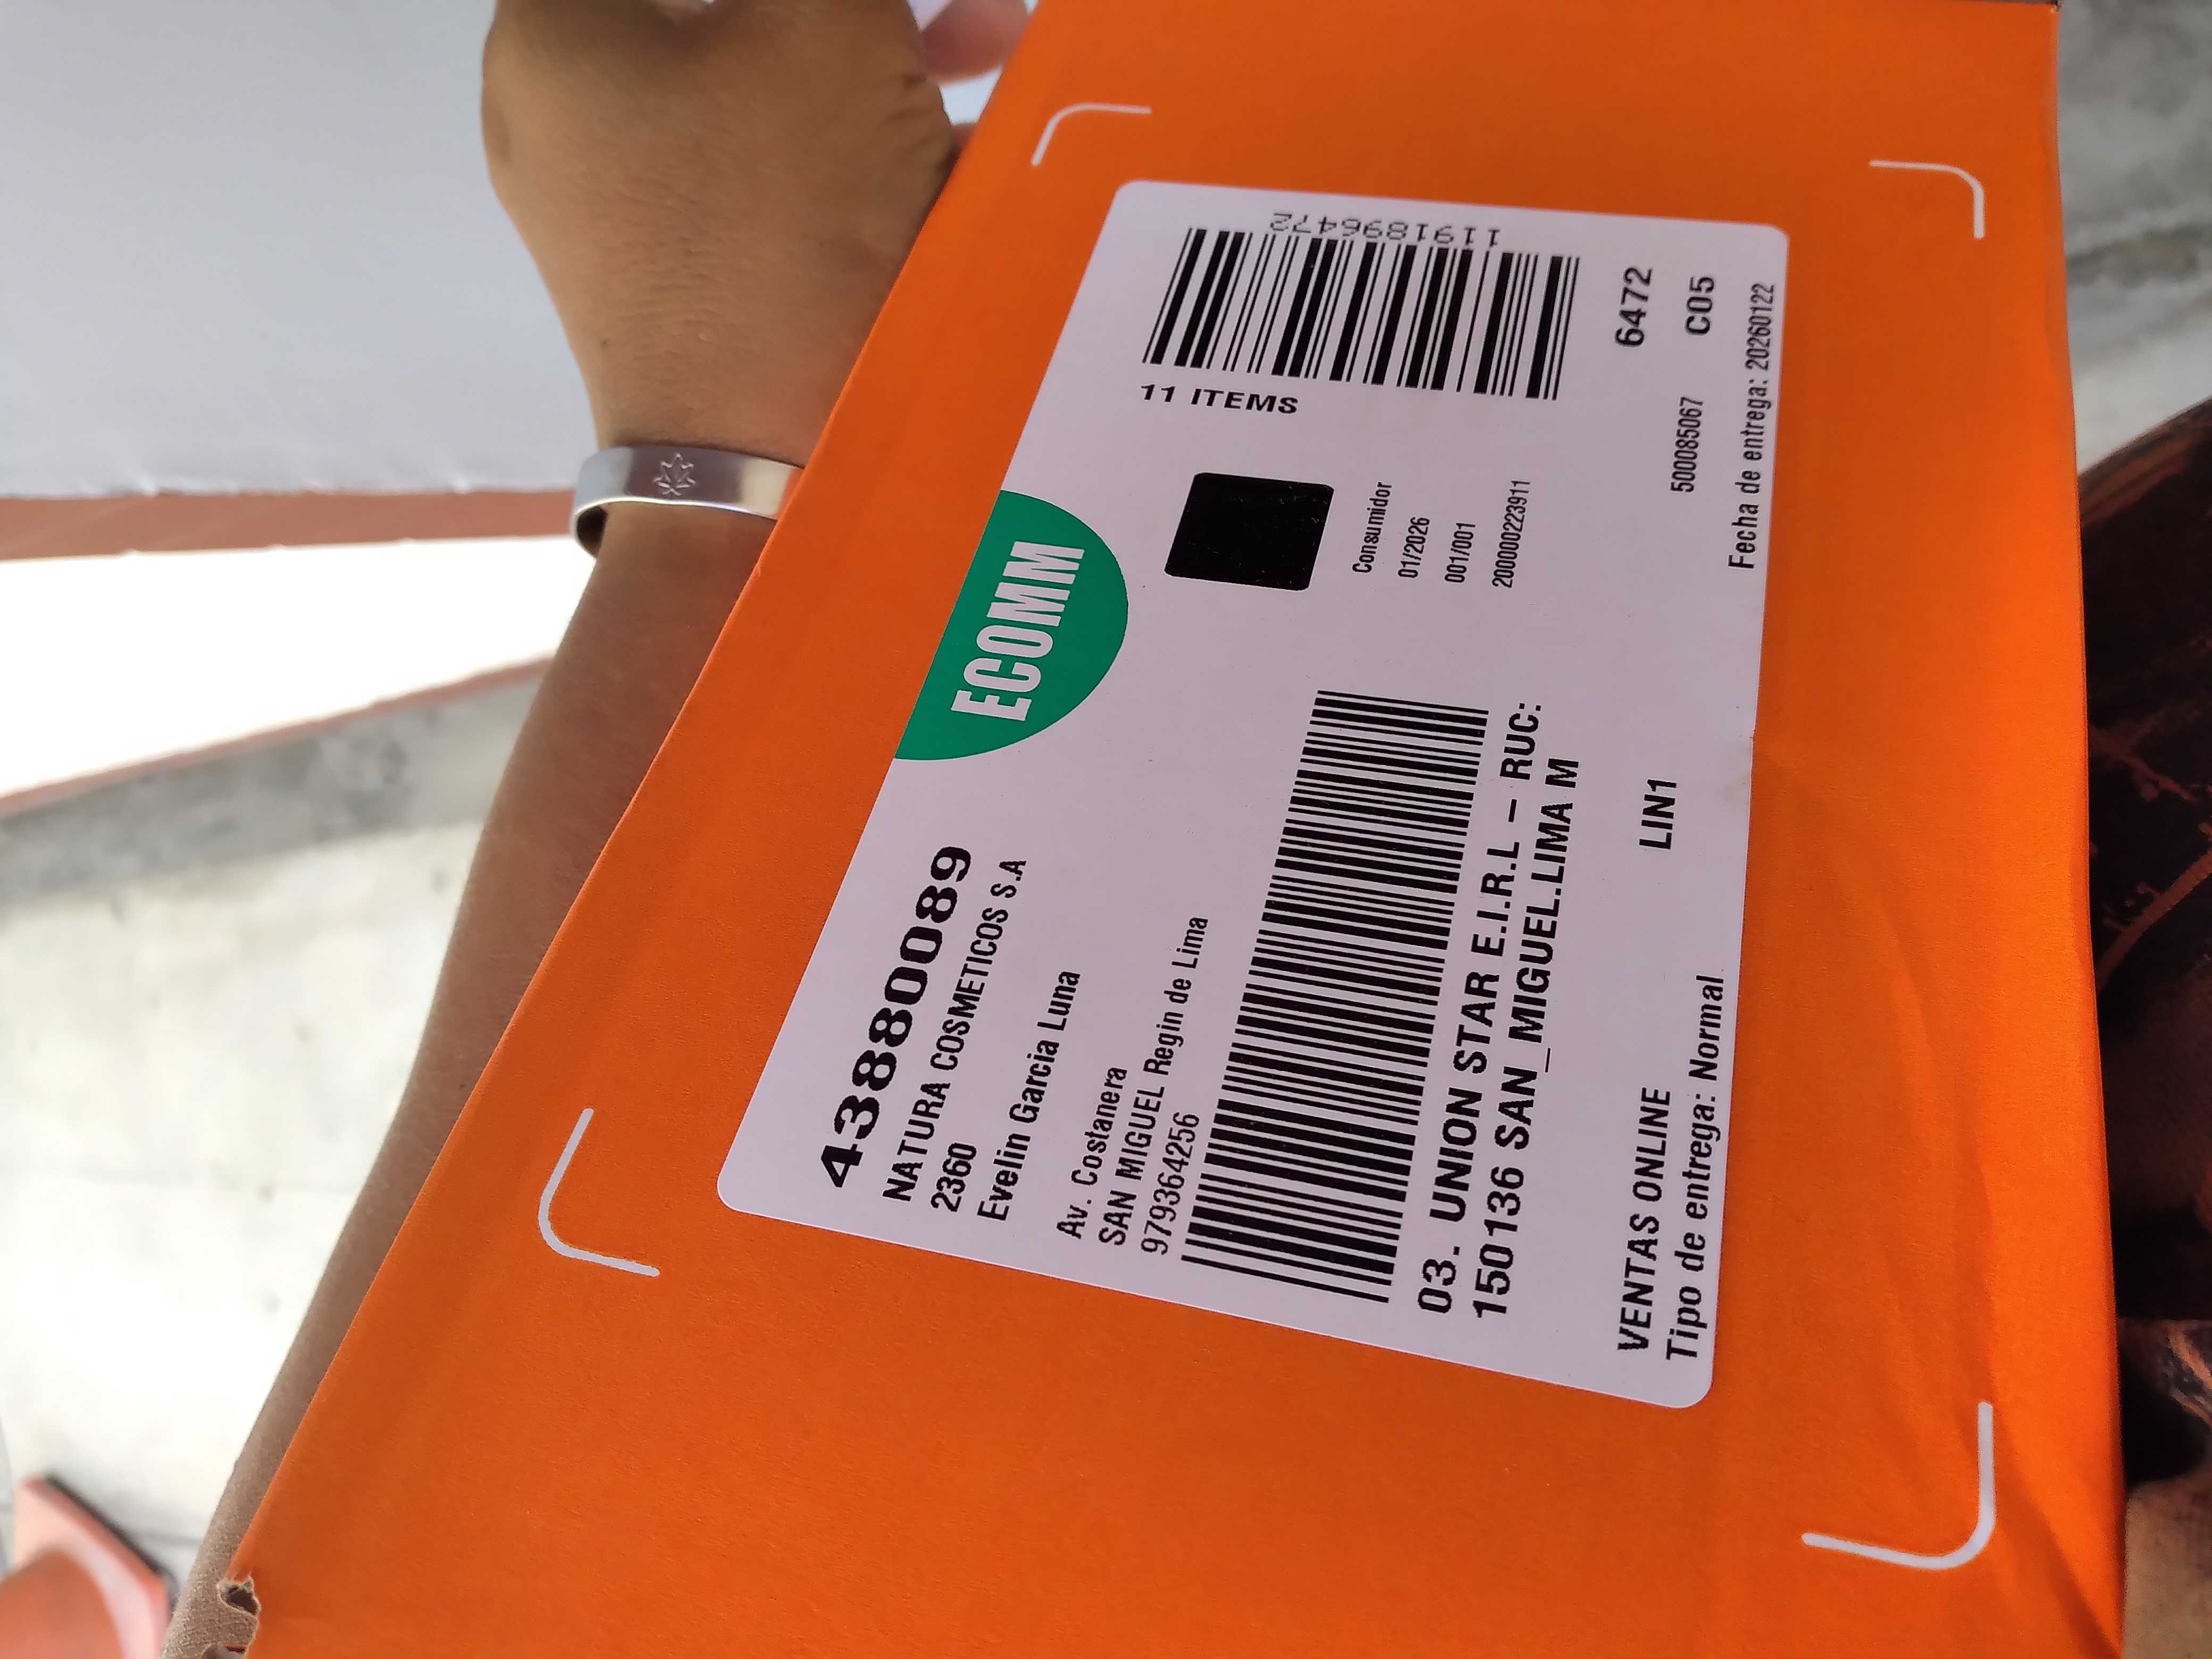 43880089
NATURA COSMETICOS S.A
2360
Evelin Garcia Luna
Av. Costanera
SAN MIGUEL Regin de Lima
979364256
03. UNION STAR E.I.R.L – RUC:
150136 SAN_MIGUEL.LIMA M
VENTAS ONLINE
LIN1
Tipo de entrega: Normal
ECOMM
11 ITEMS
1191896472
Consumidor
01/2026
001/001
200000223911
6472
500085067
C05
Fecha de entrega: 20260122